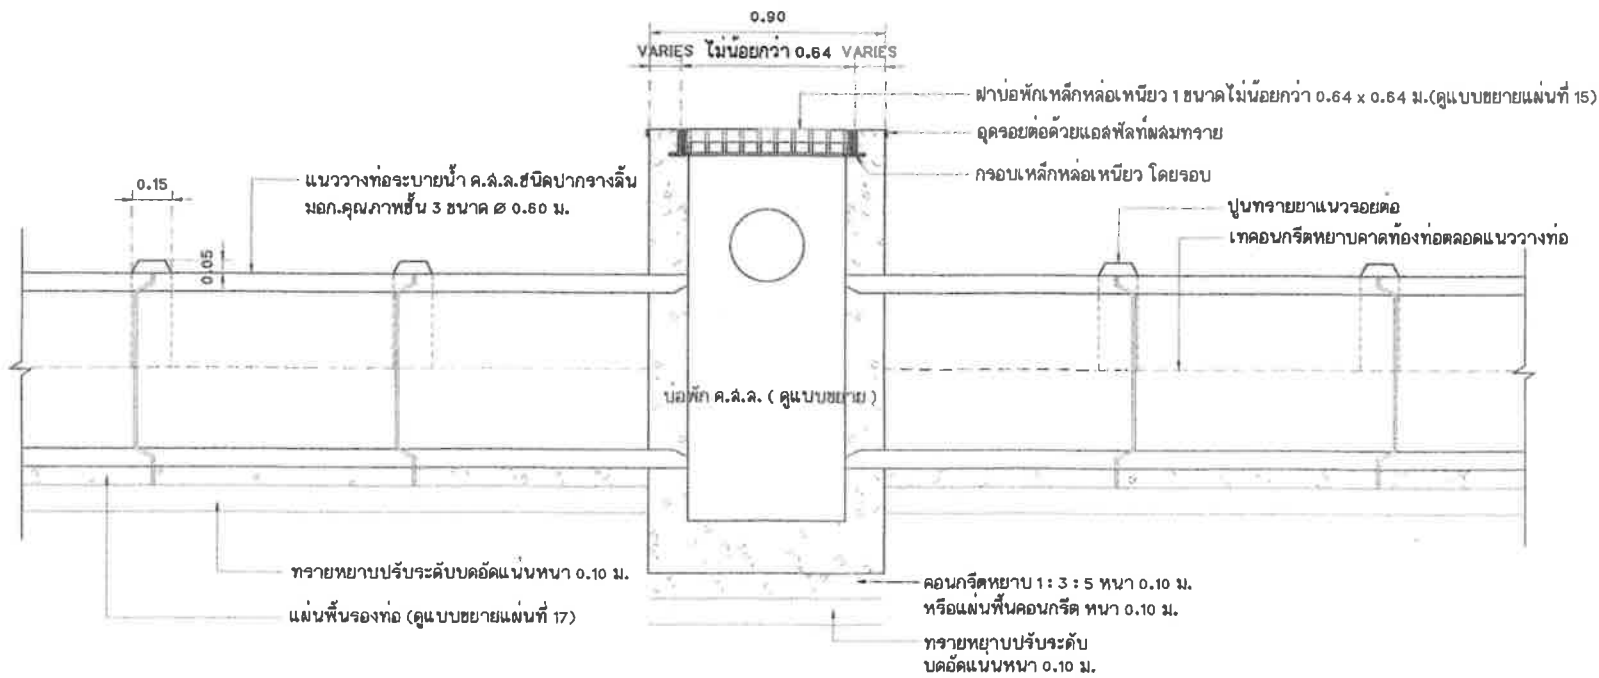 0.90
VARIES ไม่น้อยกว่า 0.64 VARIES
ฝาบ่อพักเหล็กหล่อเหนียว 1 ขนาดไม่น้อยกว่า 0.64 x 0.64 ม.(ดูแบบขยายแผ่นที่ 15)
อุดรอยต่อด้วยแอสฟัลท์ผสมทราย
กรอบเหล็กหล่อเหนียว โดยรอบ
0.15
แนววางท่อระบายน้ำ ค.ส.ล.ชนิดปากรางลิ้น
มอก.คุณภาพชั้น 3 ขนาด Ø 0.60 ม.
0.05
ปูนทรายยาแนวรอยต่อ
เทคอนกรีตหยาบคาดท้องท่อตลอดแนววางท่อ
บ่อพัก ค.ส.ล. ( ดูแบบขยาย )
ทรายหยาบปรับระดับบดอัดแน่นหนา 0.10 ม.
แผ่นพื้นรองท่อ (ดูแบบขยายแผ่นที่ 17)
คอนกรีตหยาบ 1 : 3 : 5 หนา 0.10 ม.
หรือแผ่นพื้นคอนกรีต หนา 0.10 ม.
ทรายหยาบปรับระดับ
บดอัดแน่นหนา 0.10 ม.